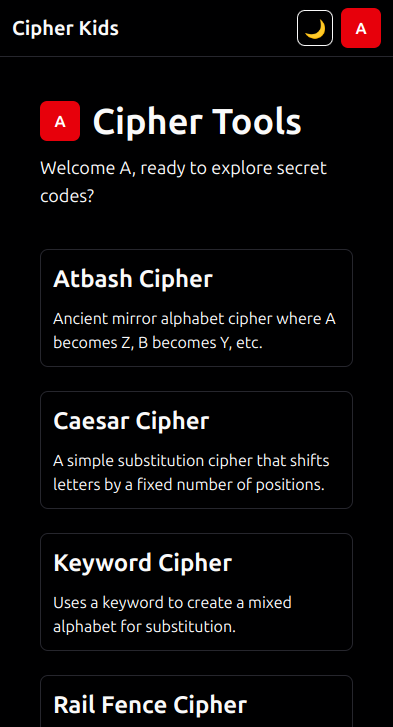 Cipher Kids
A
A Cipher Tools
Welcome A, ready to explore secret
codes?
Atbash Cipher
Ancient mirror alphabet cipher where A
becomes Z, B becomes Y, etc.
Caesar Cipher
A simple substitution cipher that shifts
letters by a fixed number of positions.
Keyword Cipher
Uses a keyword to create a mixed
alphabet for substitution.
Rail Fence Cipher